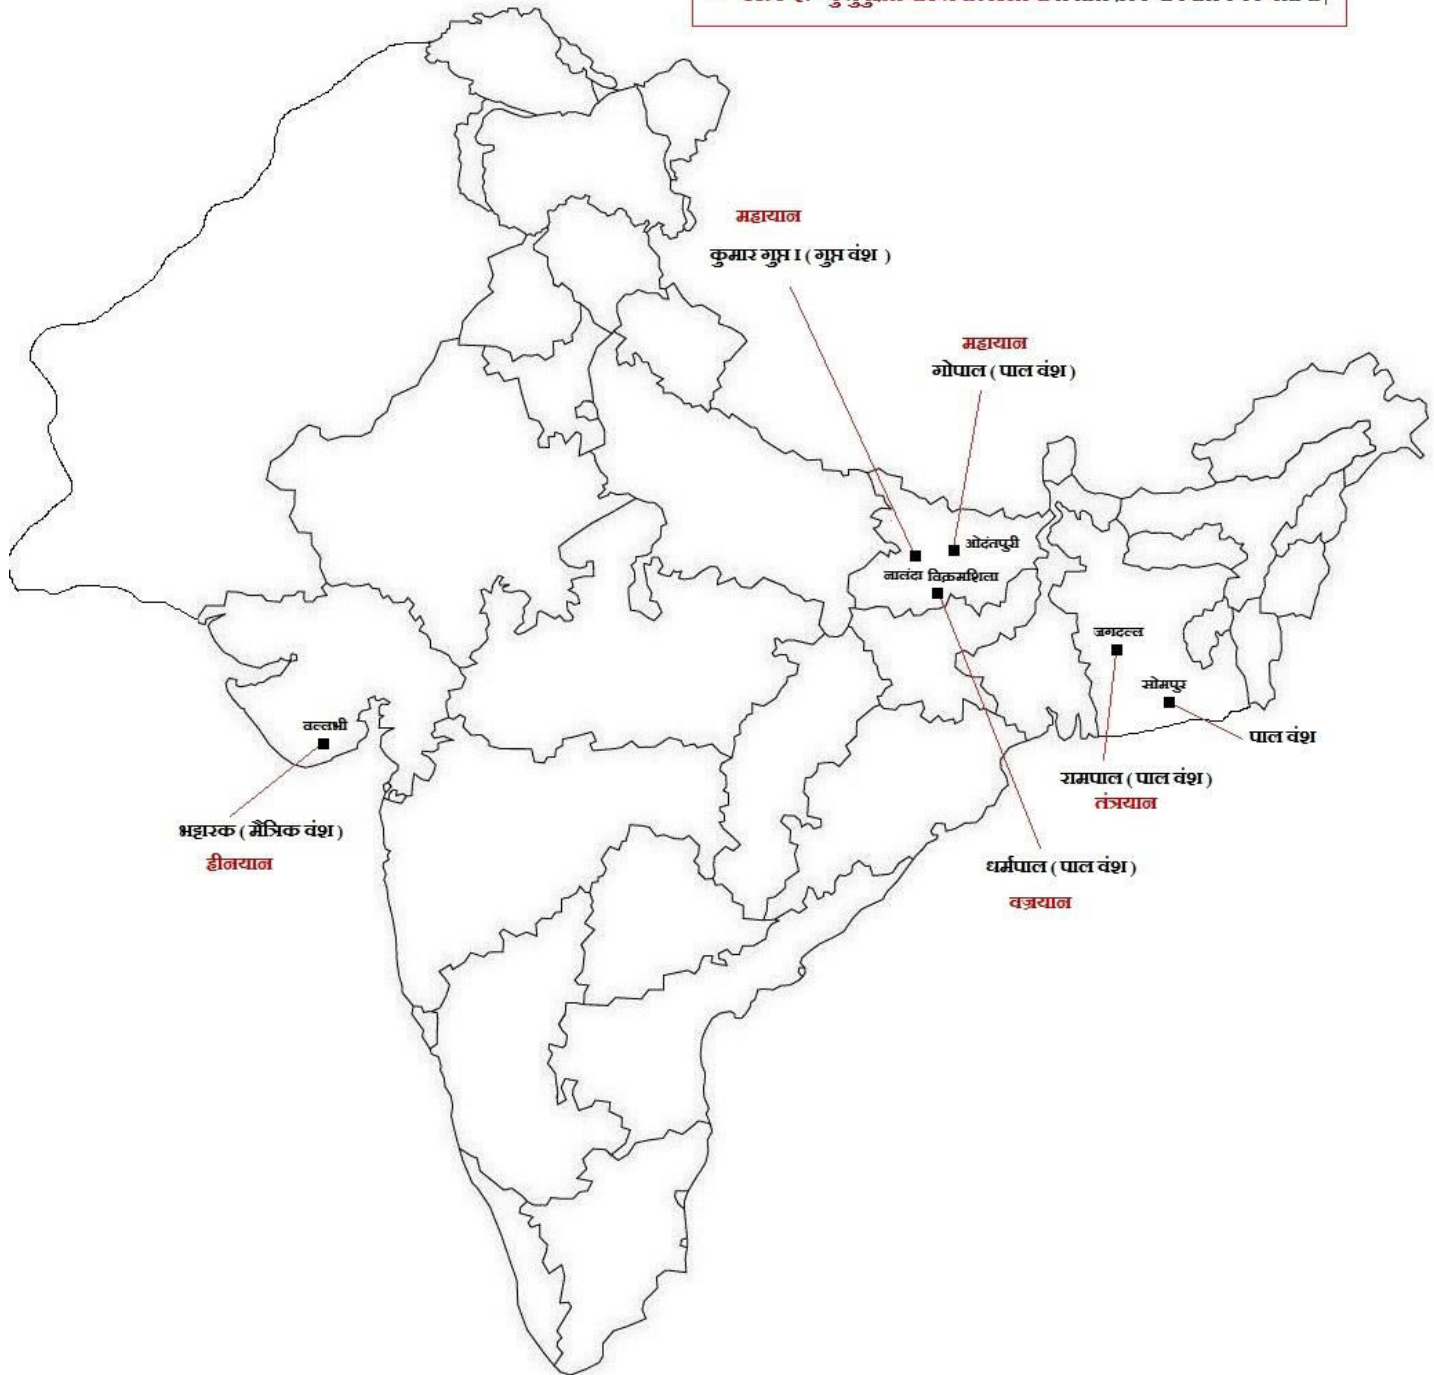 महायान
कुमार गुप्त I ( गुप्त वंश )
महायान
गोपाल ( पाल वंश )
ओदंतपुरी
नालंदा विक्रमशिला
जगदल्ल
सोमपुर
पाल वंश
वल्लभी
रामपाल ( पाल वंश )
तंत्रयान
भट्टारक ( मैत्रिक वंश )
हीनयान
धर्मपाल ( पाल वंश )
वज्रयान